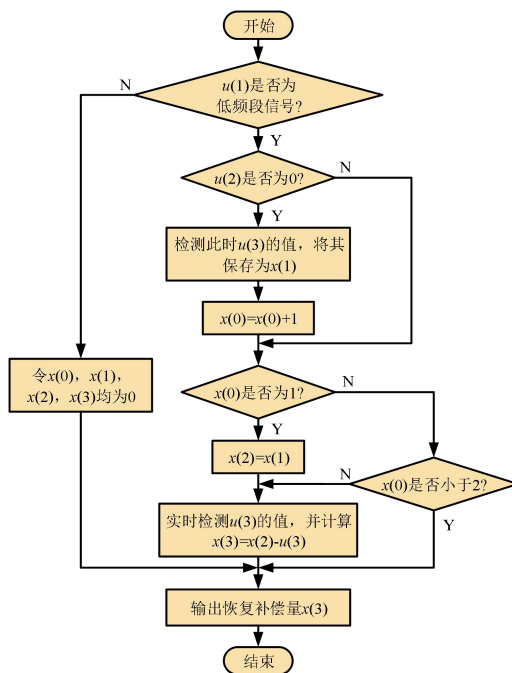 开始
N
u(1)是否为
低频段信号?
Y
u(2)是否为0?
N
Y
检测此时u(3)的值，将其
保存为x(1)
x(0)=x(0)+1
令x(0)，x(1)，
x(2)，x(3)均为0
x(0)是否为1?
N
Y
x(2)=x(1)
N
x(0)是否小于2?
Y
实时检测u(3)的值，并计算
x(3)=x(2)-u(3)
输出恢复补偿量x(3)
结束